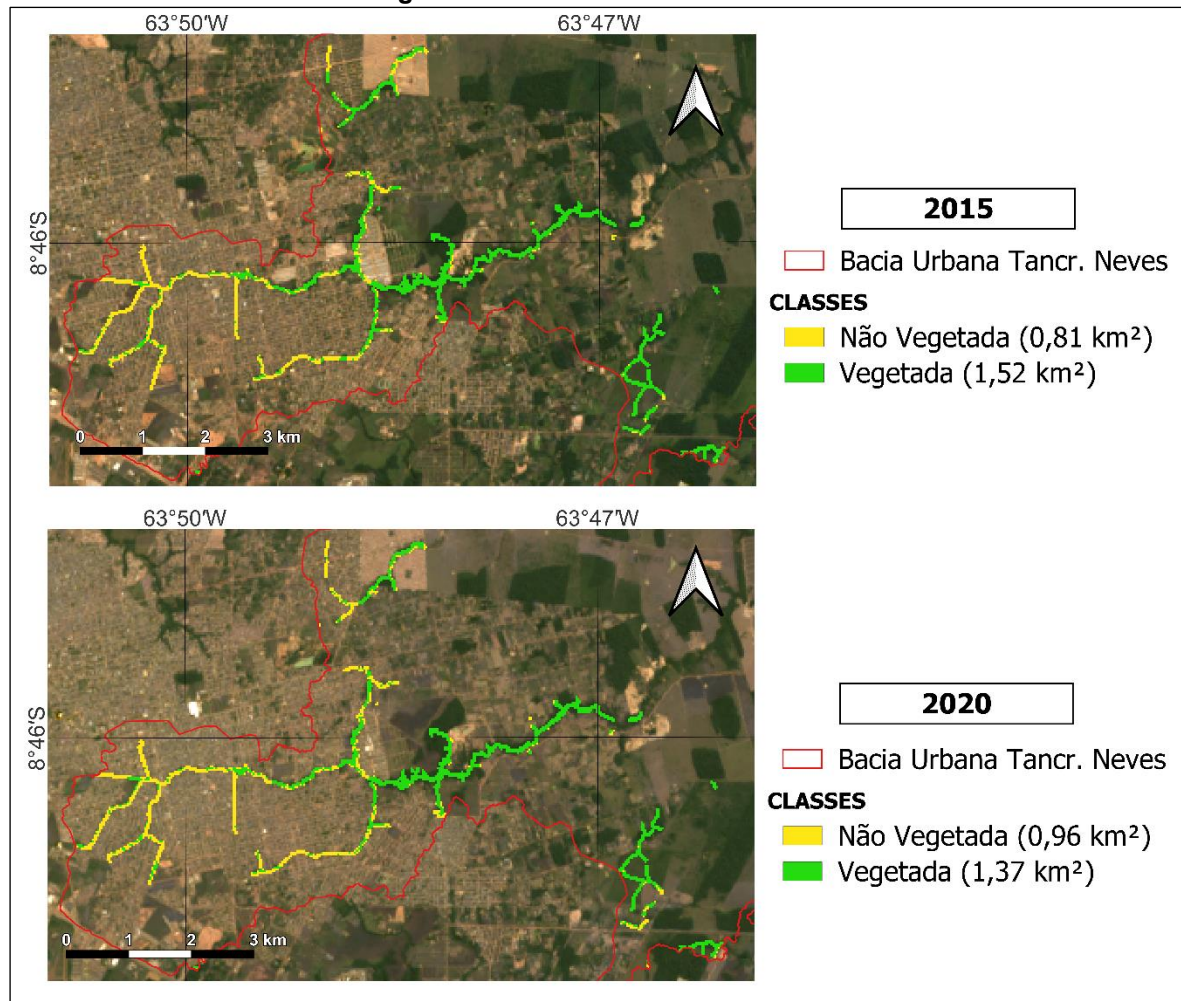 63°50'W 63°47'W
8°46'S
0 1 2 3 km
2015
Bacia Urbana Tancr. Neves
CLASSES
Não Vegetada (0,81 km²)
Vegetada (1,52 km²)
63°50'W 63°47'W
8°46'S
0 1 2 3 km
2020
Bacia Urbana Tancr. Neves
CLASSES
Não Vegetada (0,96 km²)
Vegetada (1,37 km²)